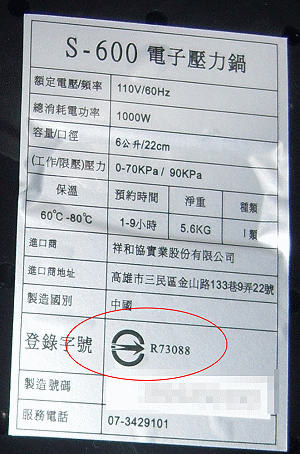 S-600 電子壓力鍋
額定電壓/頻率 110V/60Hz
總消耗電功率 1000W
容量/口徑 6公升/22cm
(工作/限壓)壓力 0-70KPa / 90KPa
保溫 預約時間 淨重 種類
60℃-80℃ 1-9小時 5.6KG I類
進口商 祥和協實業股份有限公司
進口商地址 高雄市三民區金山路133巷9弄22號
製造國別 中國
登錄字號 R73088
製造號碼
服務電話 07-3429101